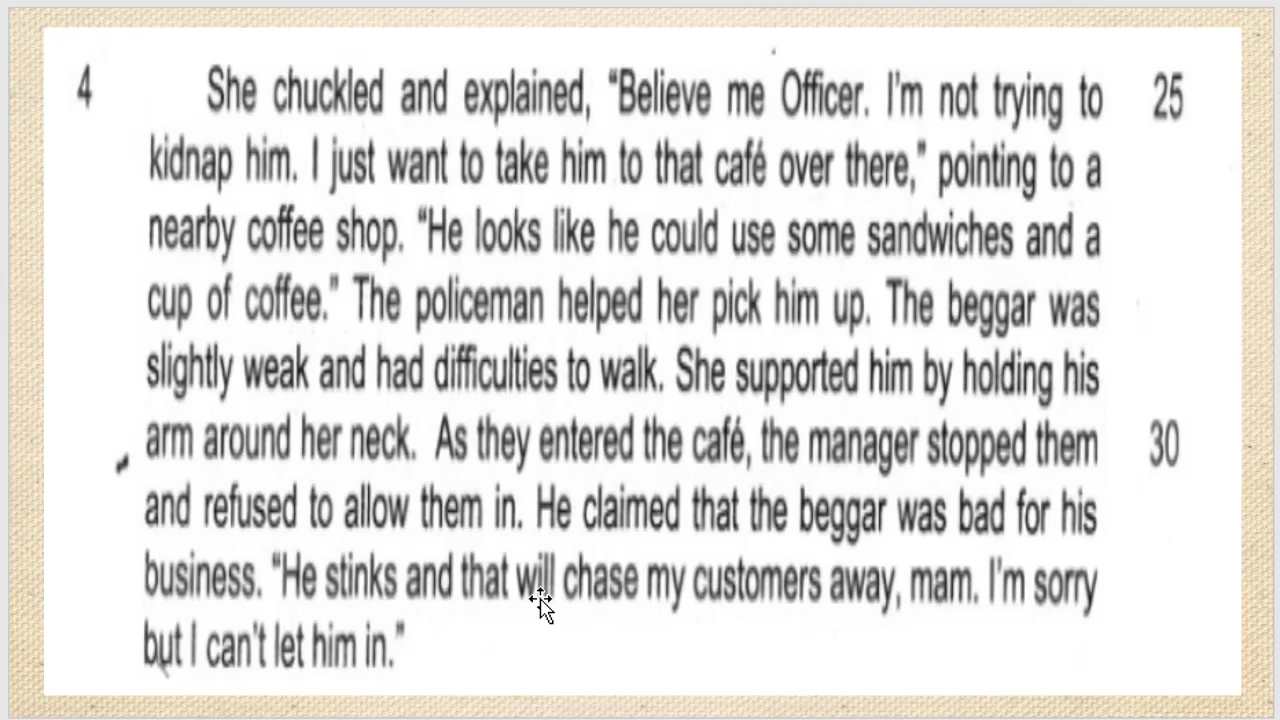 4 She chuckled and explained, “Believe me Officer. I’m not trying to 25
kidnap him. I just want to take him to that café over there,” pointing to a
nearby coffee shop. “He looks like he could use some sandwiches and a
cup of coffee.” The policeman helped her pick him up. The beggar was
slightly weak and had difficulties to walk. She supported him by holding his
arm around her neck. As they entered the café, the manager stopped them 30
and refused to allow them in. He claimed that the beggar was bad for his
business. “He stinks and that will chase my customers away, mam. I’m sorry
but I can’t let him in.”